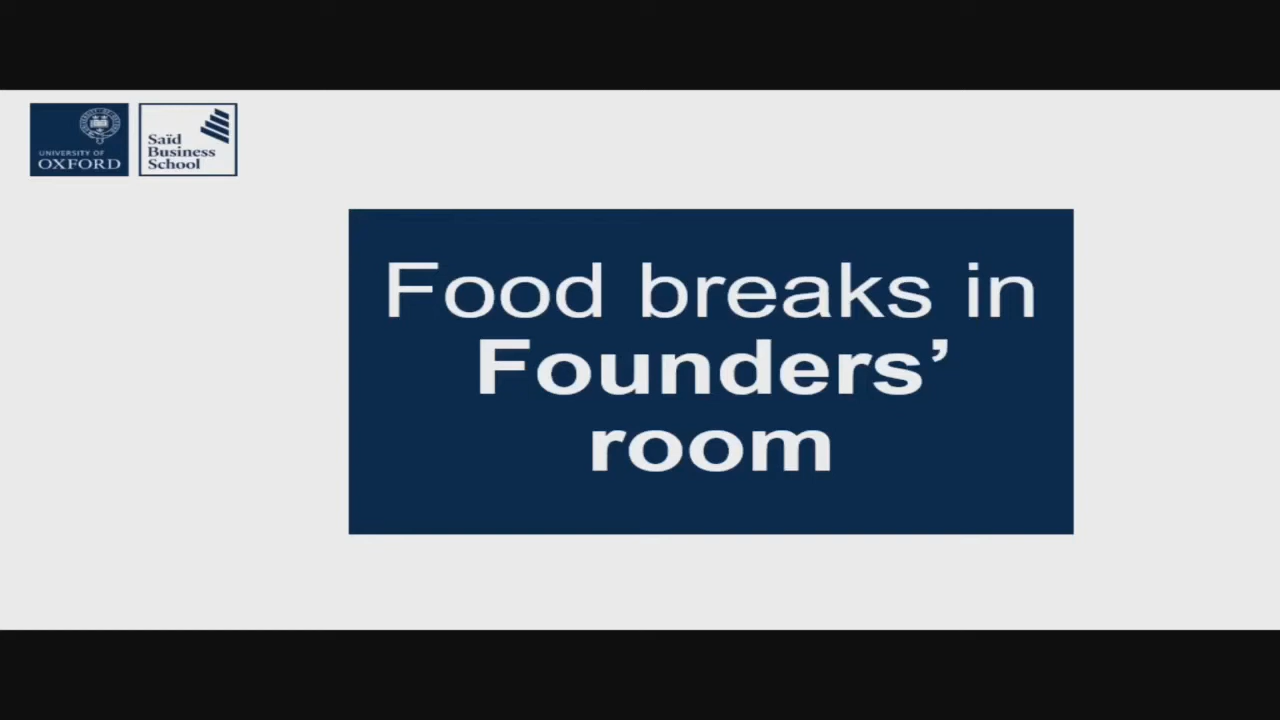 UNIVERSITY OF
OXFORD
Saïd
Business
School
Food breaks in
Founders’
room